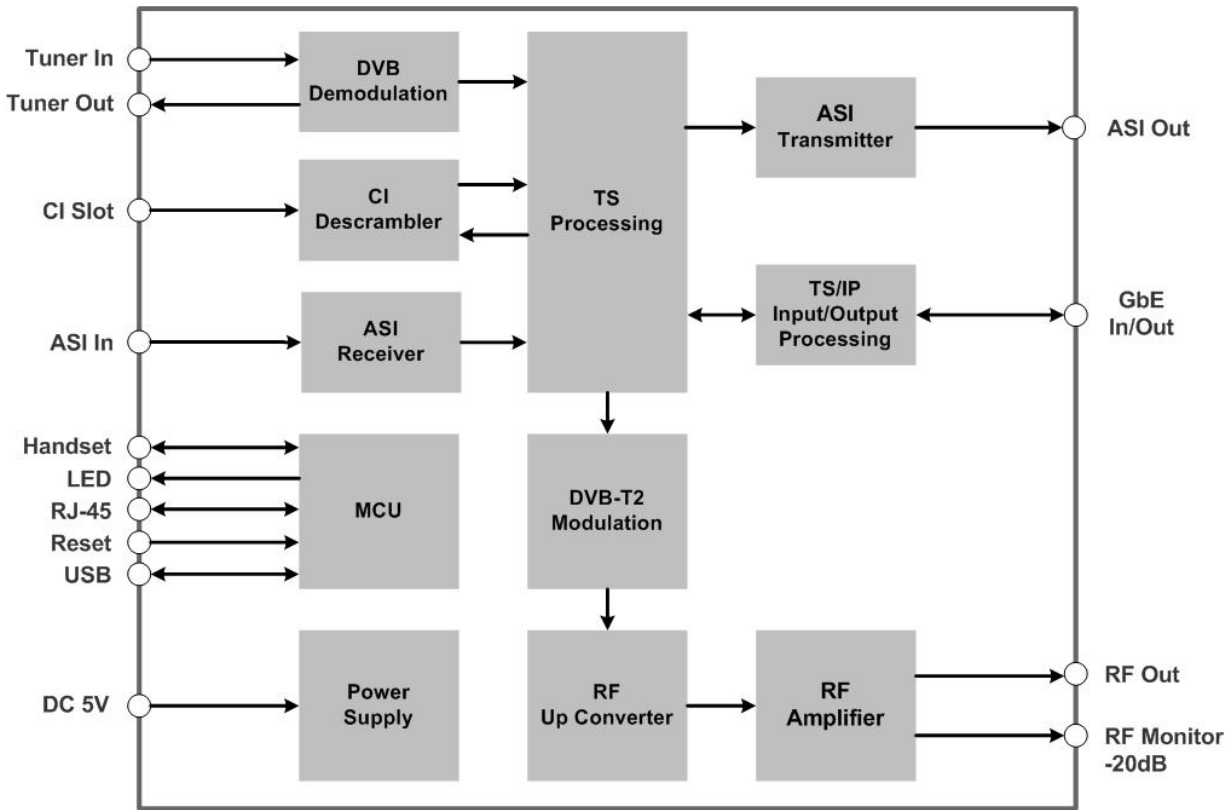 Tuner In
Tuner Out
CI Slot
ASI In
Handset
LED
RJ-45
Reset
USB
DC 5V
DVB
Demodulation
CI
Descrambler
ASI
Receiver
MCU
Power
Supply
TS
Processing
DVB-T2
Modulation
RF
Up Converter
ASI
Transmitter
TS/IP
Input/Output
Processing
RF
Amplifier
ASI Out
GbE
In/Out
RF Out
RF Monitor
-20dB